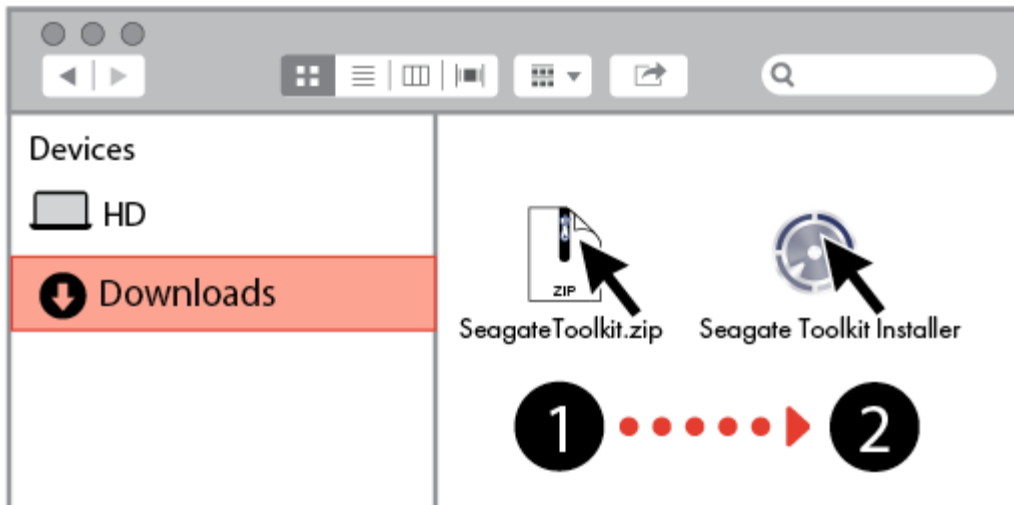 Devices
HD
Downloads
ZIP
SeagateToolkit.zip
Seagate Toolkit Installer
1
2